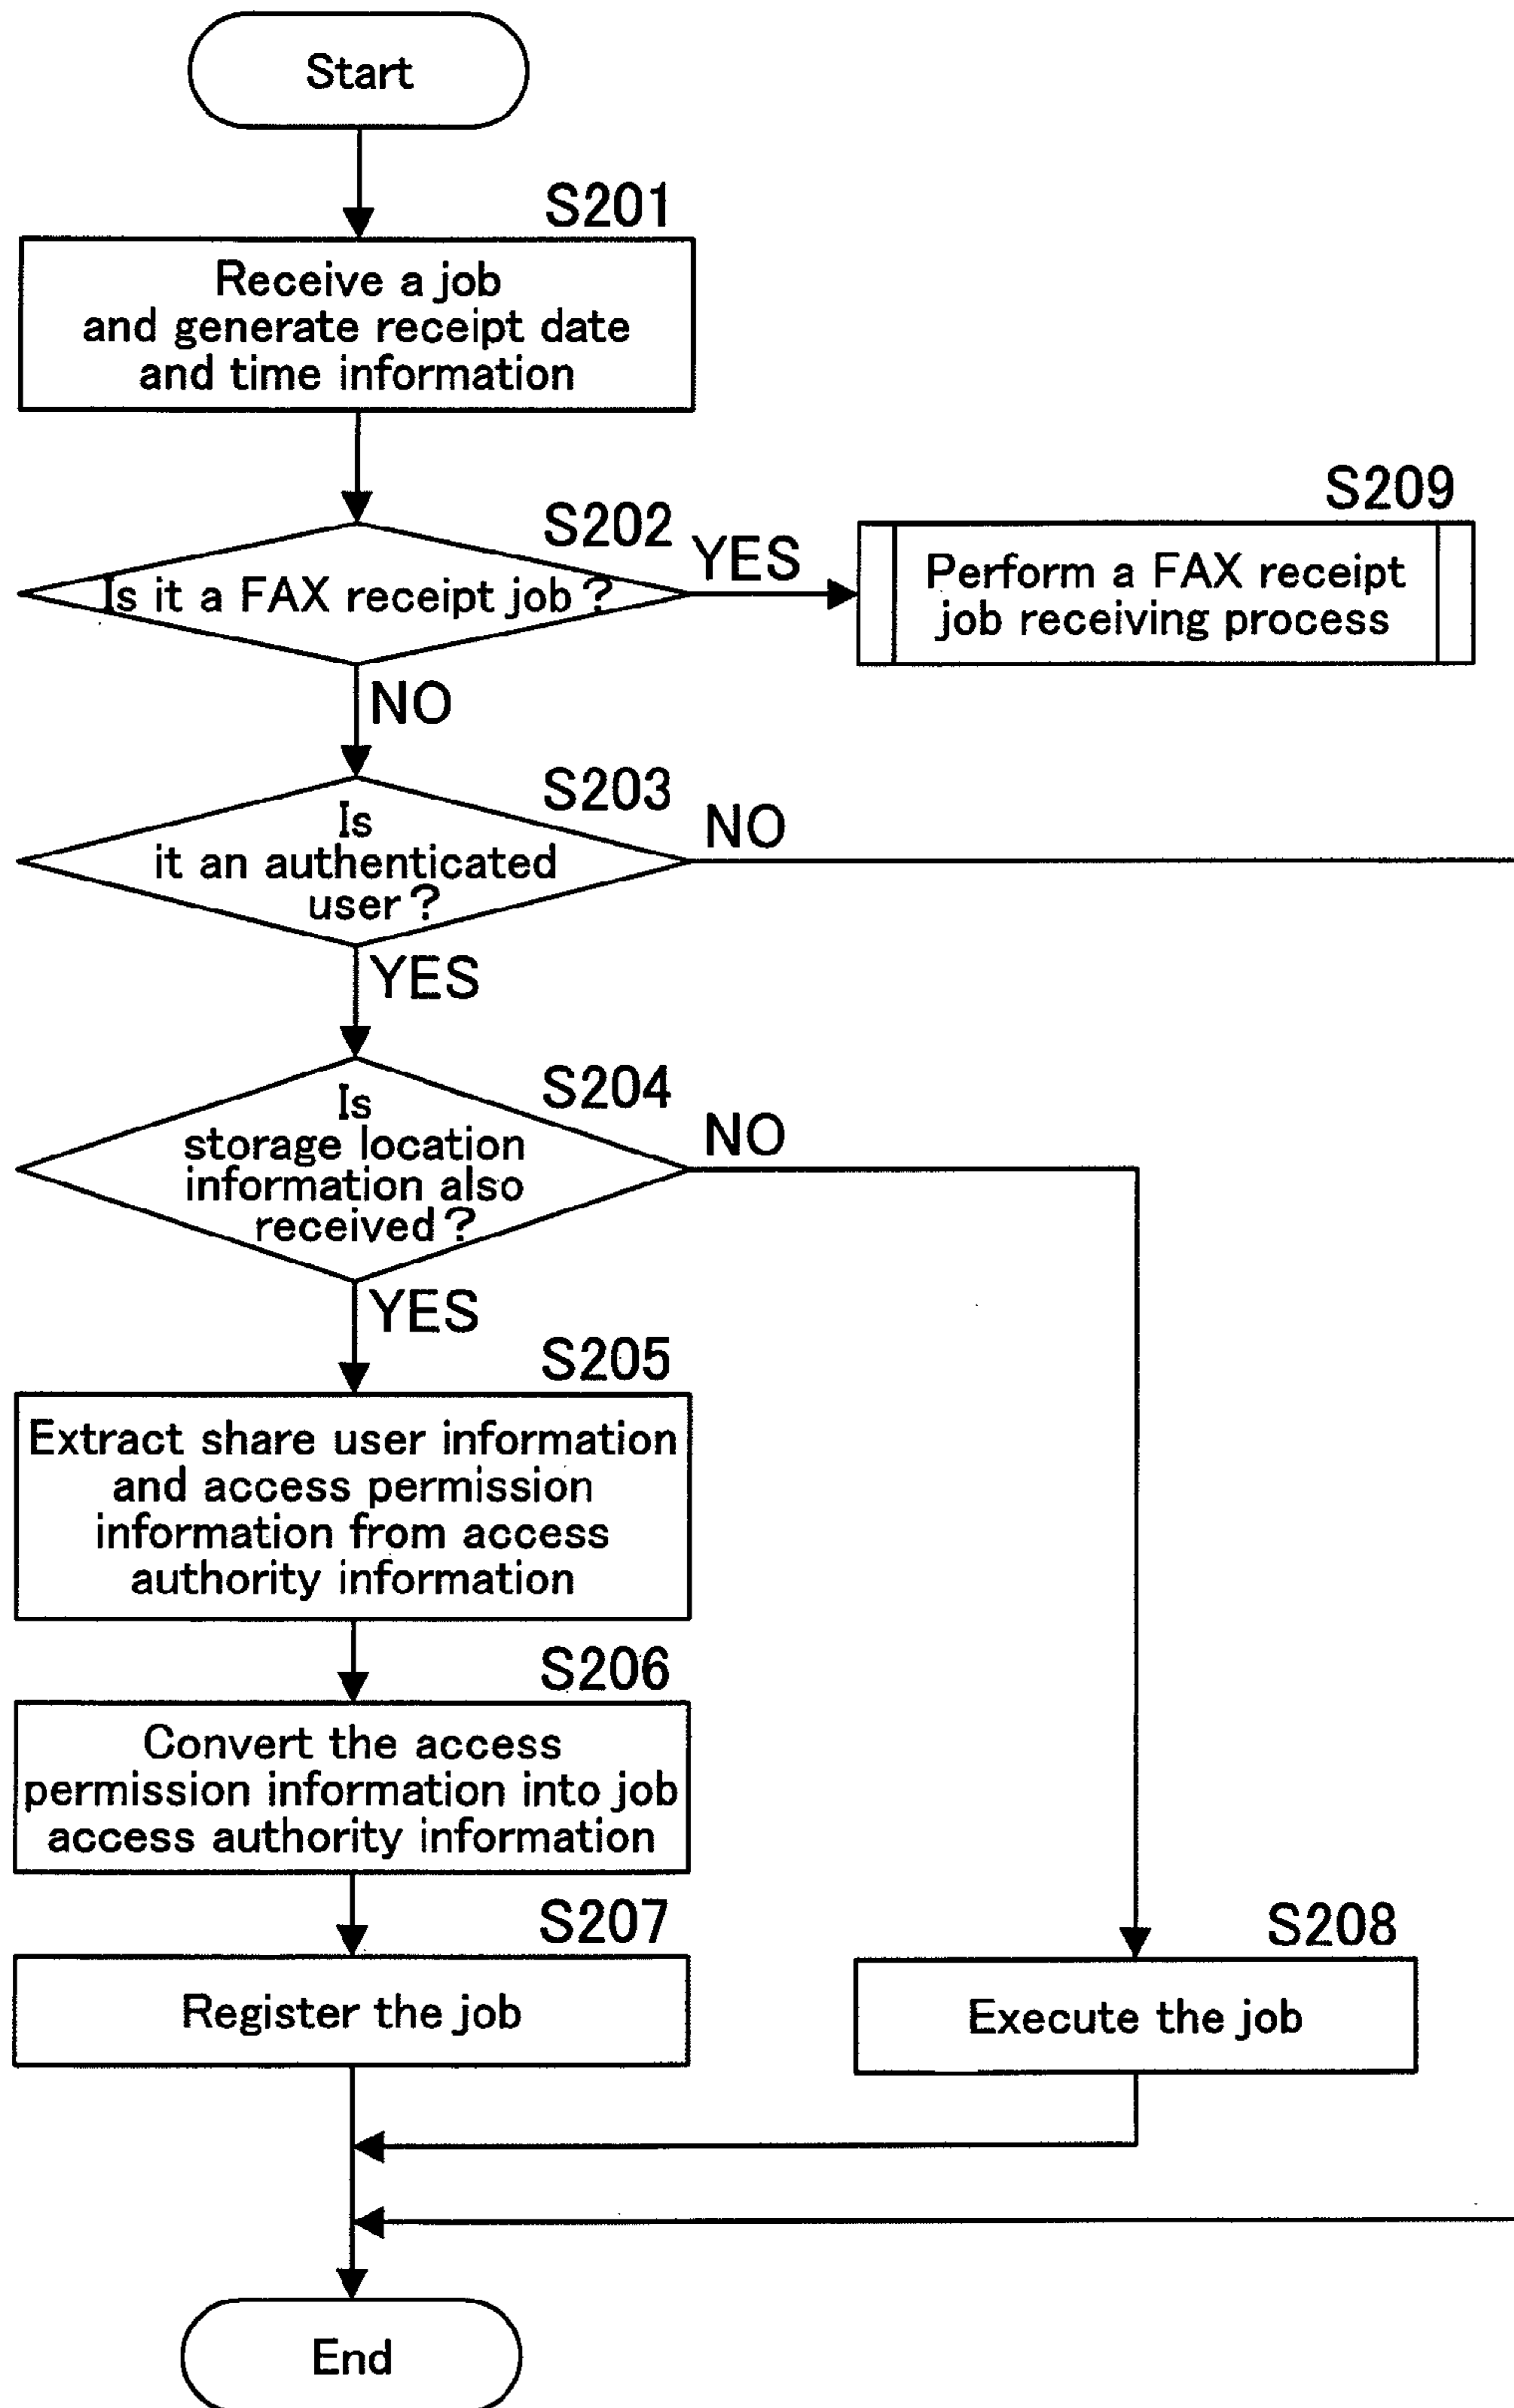 Start
S201
Receive a job
and generate receipt date
and time information
S202
Is it a FAX receipt job?
YES
S209
Perform a FAX receipt
job receiving process
NO
S203
Is
it an authenticated
user?
NO
YES
S204
Is
storage location
information also
received?
NO
YES
S205
Extract share user information
and access permission
information from access
authority information
S206
Convert the access
permission information into job
access authority information
S207
Register the job
S208
Execute the job
End